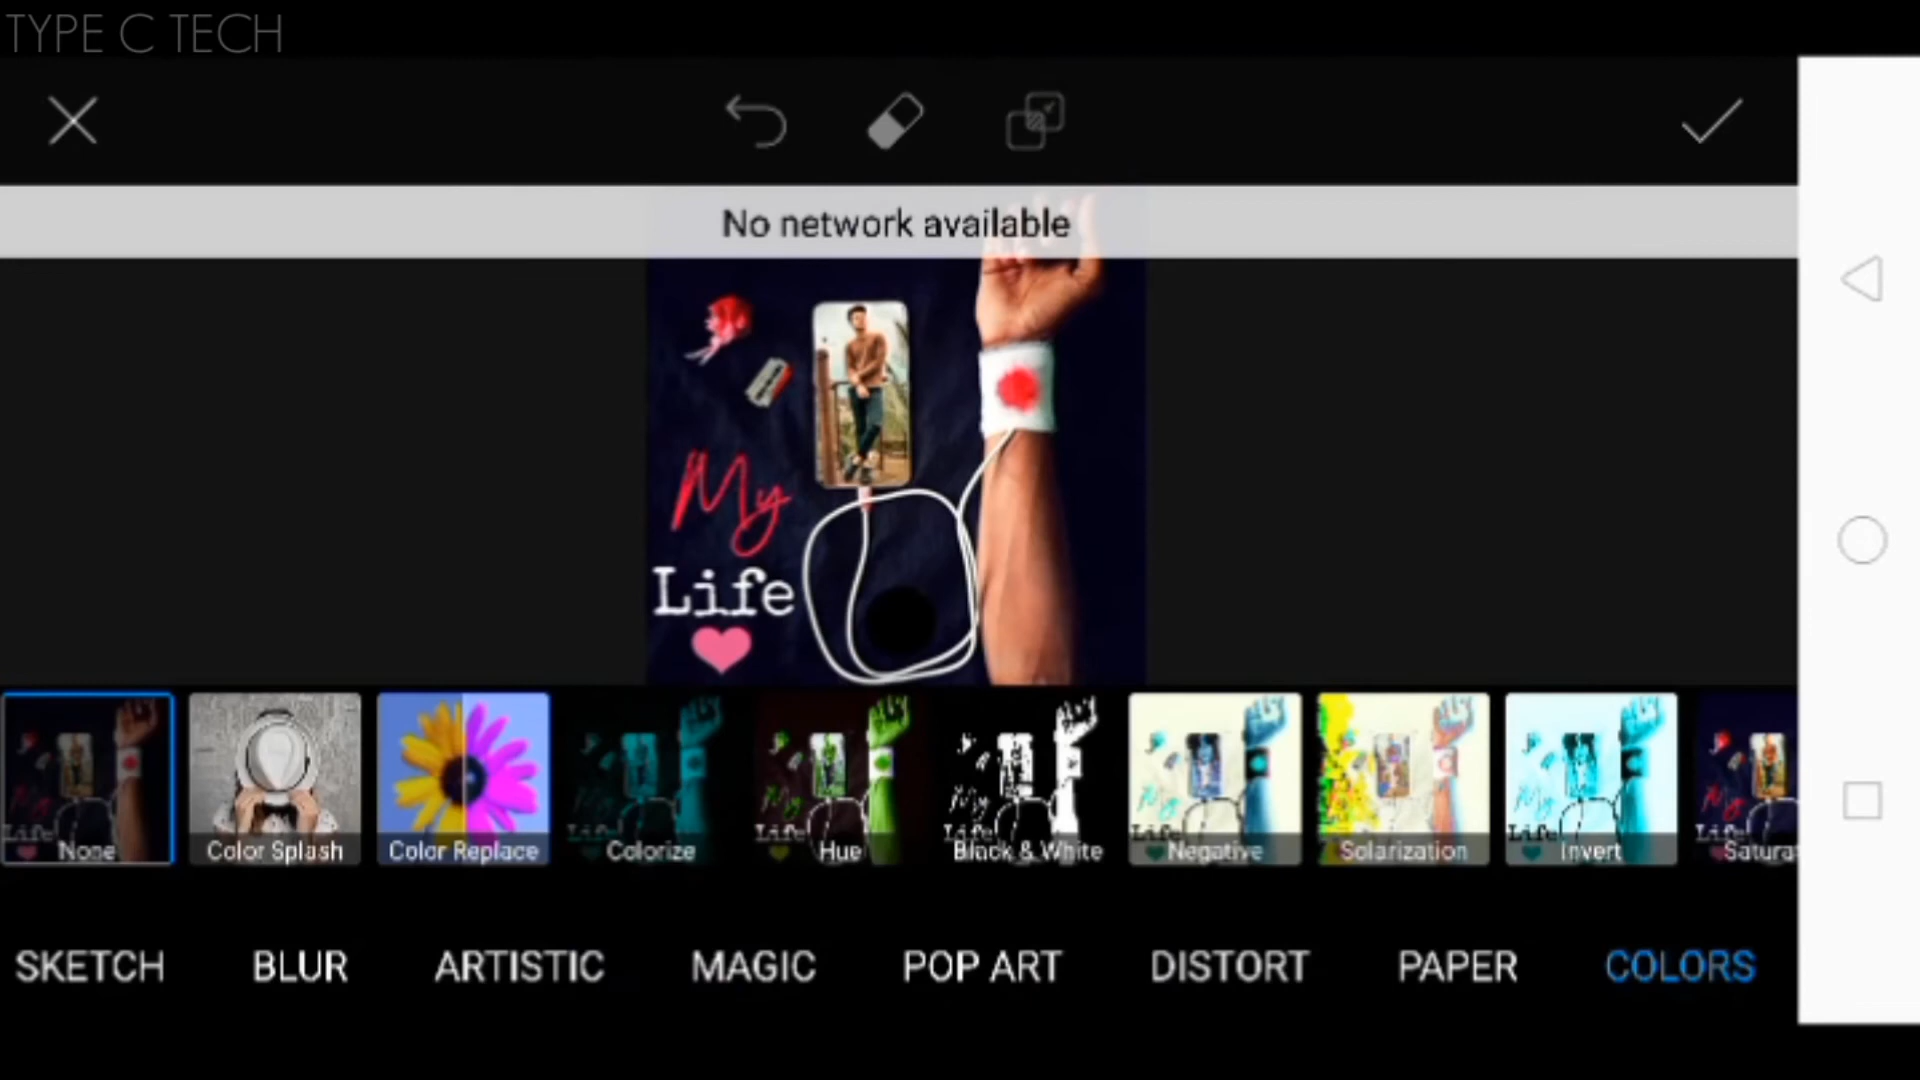 TYPE C TECH
No network available
My
Life
None
Color Splash
Color Replace
Colorize
Hue
Black & White
Negative
Solarization
Invert
Satura
SKETCH
BLUR
ARTISTIC
MAGIC
POP ART
DISTORT
PAPER
COLORS